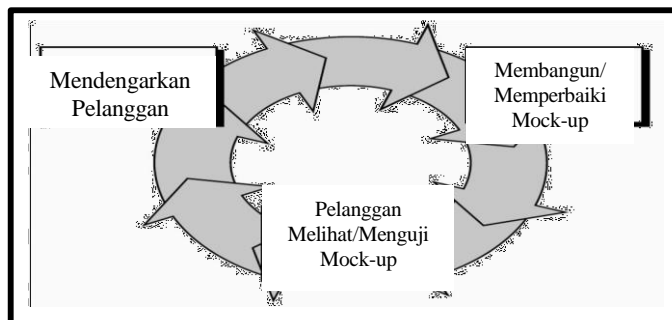 Mendengarkan
Pelanggan
Membangun/
Memperbaiki
Mock-up
Pelanggan
Melihat/Menguji
Mock-up